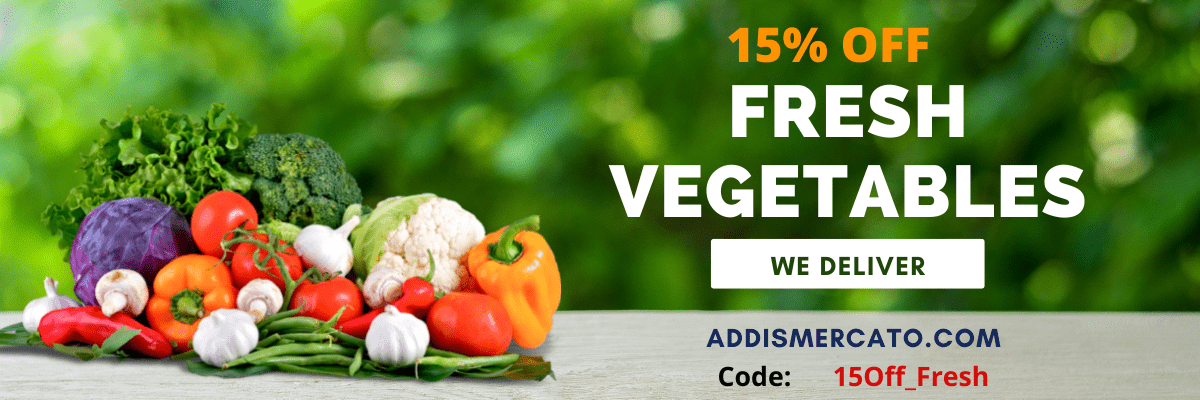 15% OFF
FRESH
VEGETABLES
WE DELIVER
ADDISMERCATO.COM
Code: 15Off_Fresh